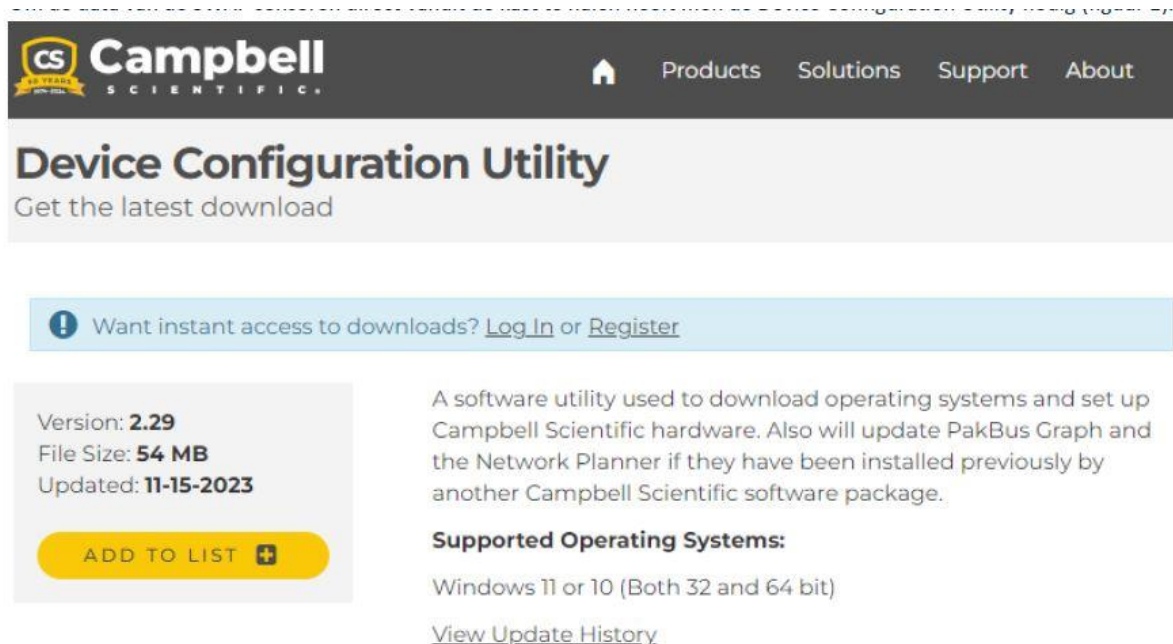 CS Campbell
50 YEARS SCIENTIFIC®
Products Solutions Support About
Device Configuration Utility
Get the latest download
Want instant access to downloads? Log In or Register
Version: 2.29
File Size: 54 MB
Updated: 11-15-2023
ADD TO LIST
A software utility used to download operating systems and set up
Campbell Scientific hardware. Also will update PakBus Graph and
the Network Planner if they have been installed previously by
another Campbell Scientific software package.
Supported Operating Systems:
Windows 11 or 10 (Both 32 and 64 bit)
View Update History